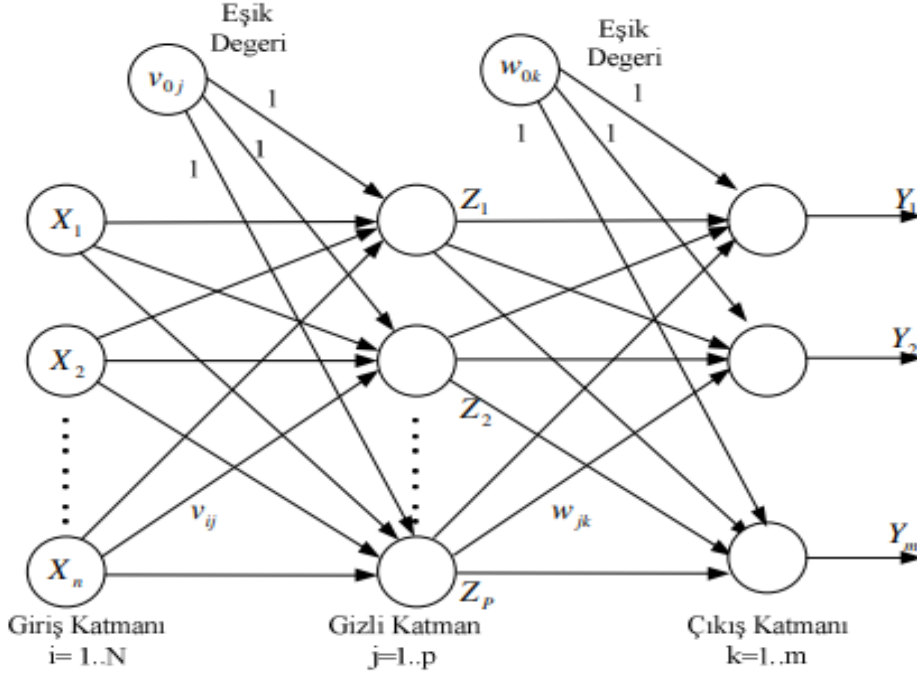 Eşik
Degeri
Eşik
Degeri
v0j
w0k
1
1
1
1
1
1
X1
Z1
Y1
X2
Z2
Y2
vij
wjk
Xn
Zp
Ym
Giriş Katmanı
i= 1..N
Gizli Katman
j=1..p
Çıkış Katmanı
k=1..m